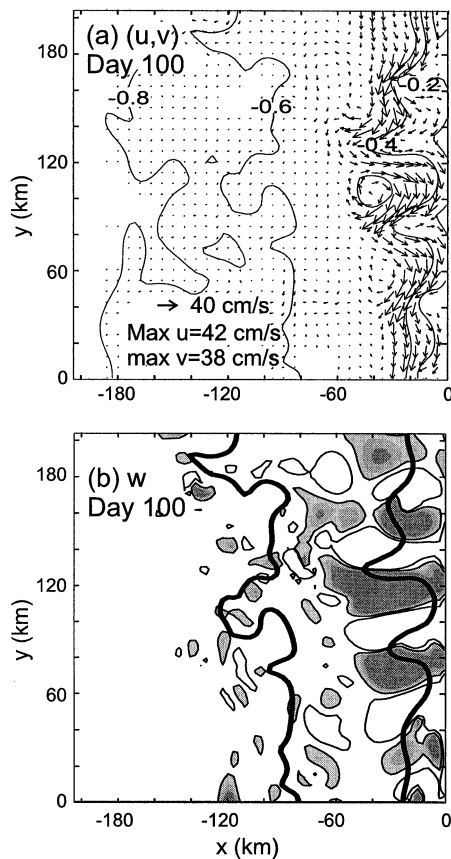 180
(a) (u,v)
Day 100
-0.8
-0.6
-0.2
-0.4
120
y (km)
60
→ 40 cm/s
Max u=42 cm/s
max v=38 cm/s
0
-180
-120
-60
0
180
(b) w
Day 100
120
y (km)
60
0
-180
-120
-60
0
x (km)